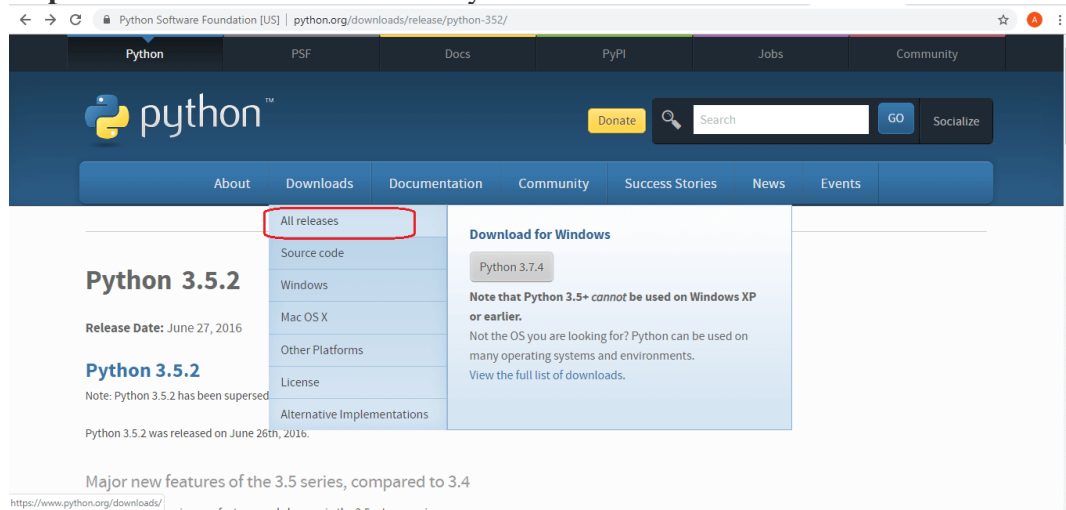 Python Software Foundation [US] | python.org/downloads/release/python-352/
A
Python PSF Docs PyPI Jobs Community
python™
Donate Search GO Socialize
About Downloads Documentation Community Success Stories News Events
All releases
Source code
Windows
Mac OS X
Other Platforms
License
Alternative Implementations
Download for Windows
Python 3.7.4
Note that Python 3.5+ cannot be used on Windows XP
or earlier.
Not the OS you are looking for? Python can be used on
many operating systems and environments.
View the full list of downloads.
Python 3.5.2
Release Date: June 27, 2016
Python 3.5.2
Note: Python 3.5.2 has been supersed
Python 3.5.2 was released on June 26th, 2016.
Major new features of the 3.5 series, compared to 3.4
https://www.python.org/downloads/